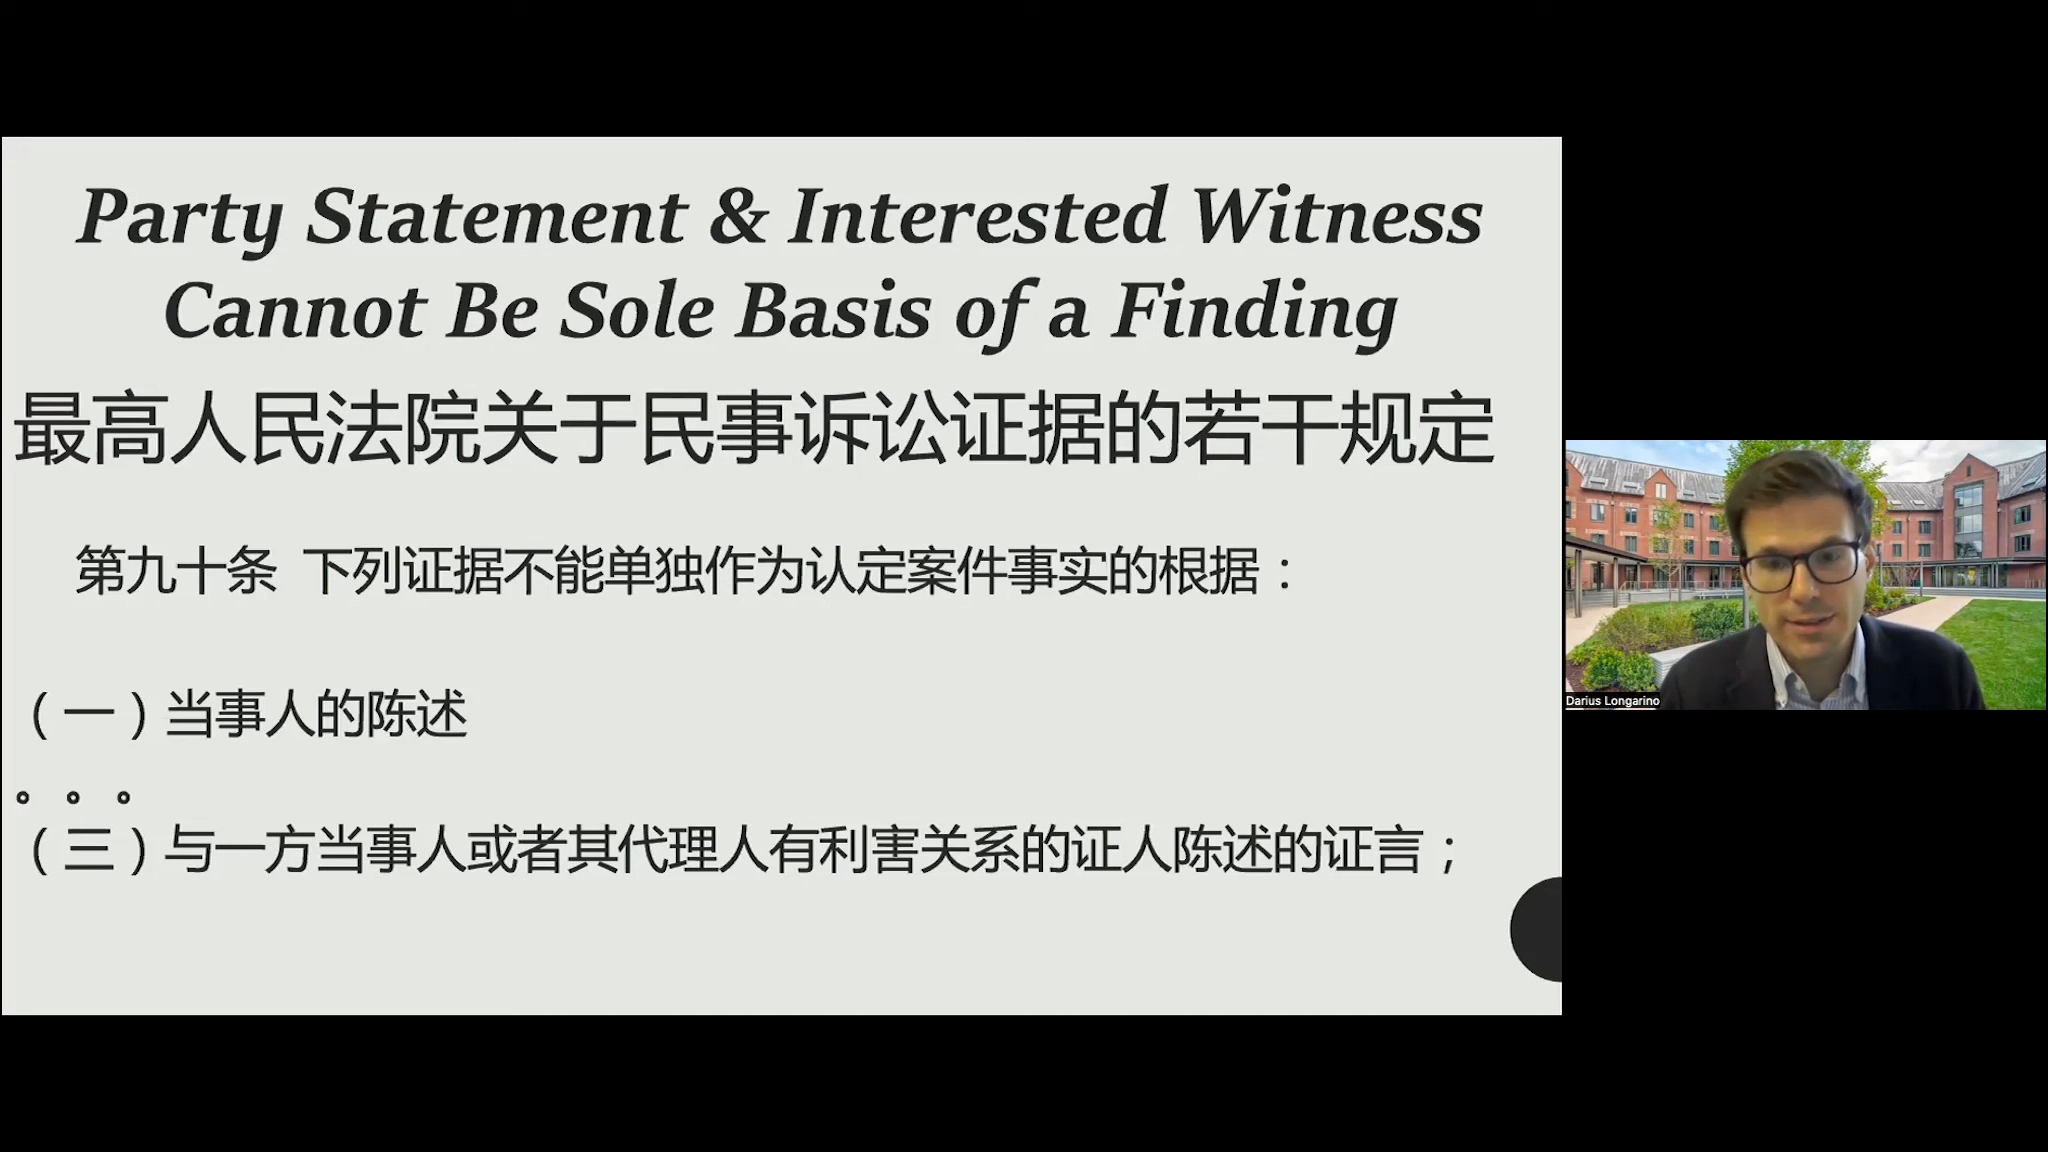 Party Statement & Interested Witness
Cannot Be Sole Basis of a Finding
最高人民法院关于民事诉讼证据的若干规定
第九十条 下列证据不能单独作为认定案件事实的根据：
（一）当事人的陈述
。。。
（三）与一方当事人或者其代理人有利害关系的证人陈述的证言；
Darius Longarino